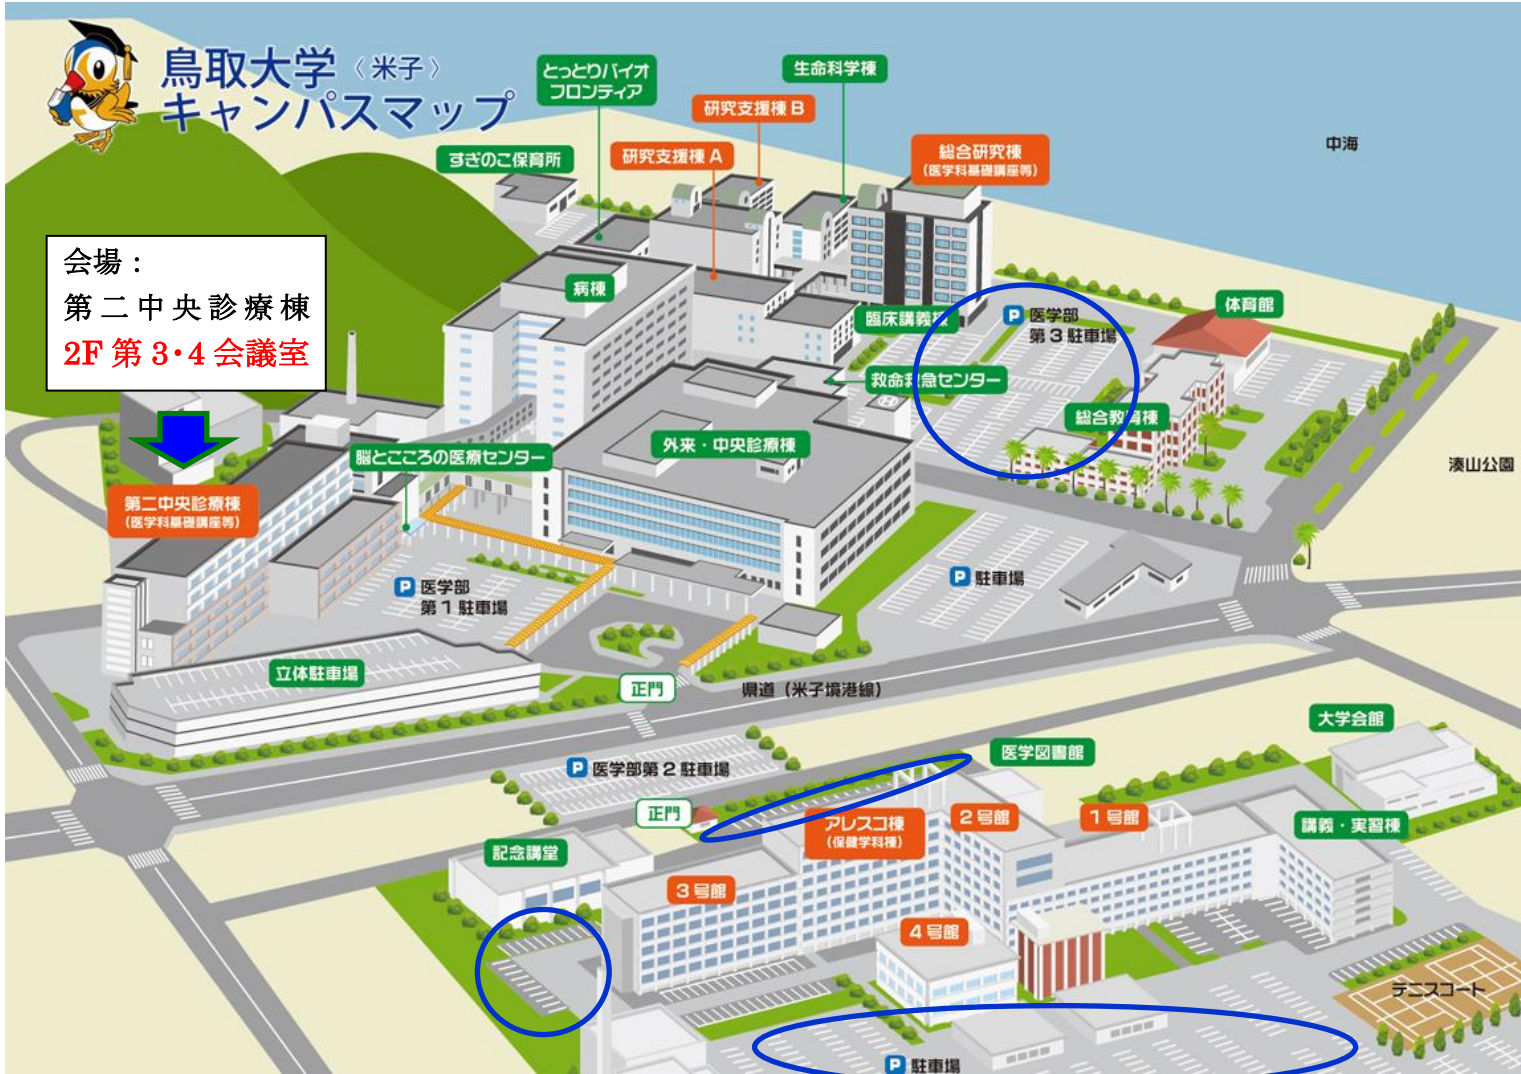 鳥取大学〈米子〉
キャンパスマップ
とっとりバイオ
フロンティア
生命科学棟
研究支援棟 B
研究支援棟 A
すぎのこ保育所
総合研究棟
(医学科基礎講座等)
中海
会場：
第二中央診療棟
2F 第 3・4 会議室
病棟
臨床講義棟
P 医学部
第 3 駐車場
体育館
救命救急センター
総合教育棟
外来・中央診療棟
脳とこころの医療センター
湊山公園
第二中央診療棟
(医学科基礎講座等)
P 医学部
第 1 駐車場
P 駐車場
H
立体駐車場
正門
県道（米子境港線）
大学会館
P 医学部第 2 駐車場
医学図書館
正門
アレスコ棟
(保健学科棟)
2 号館
1 号館
講義・実習棟
記念講堂
3 号館
4 号館
テニスコート
P 駐車場